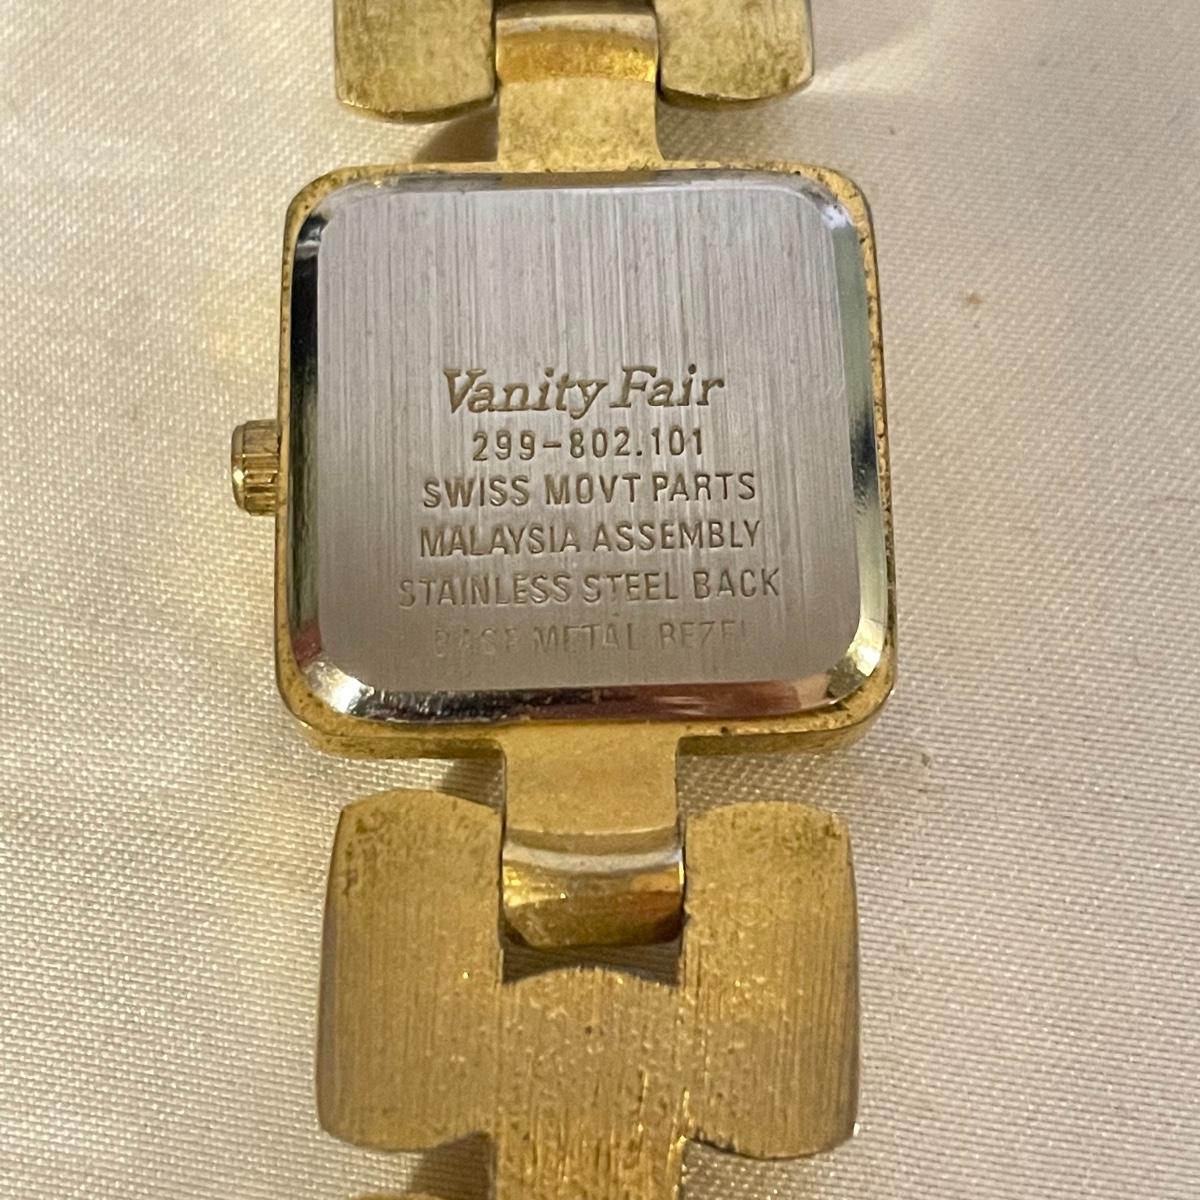 Vanity Fair
299-802.101
SWISS MOVT PARTS
MALAYSIA ASSEMBLY
STAINLESS STEEL BACK
BASE METAL BEZEL